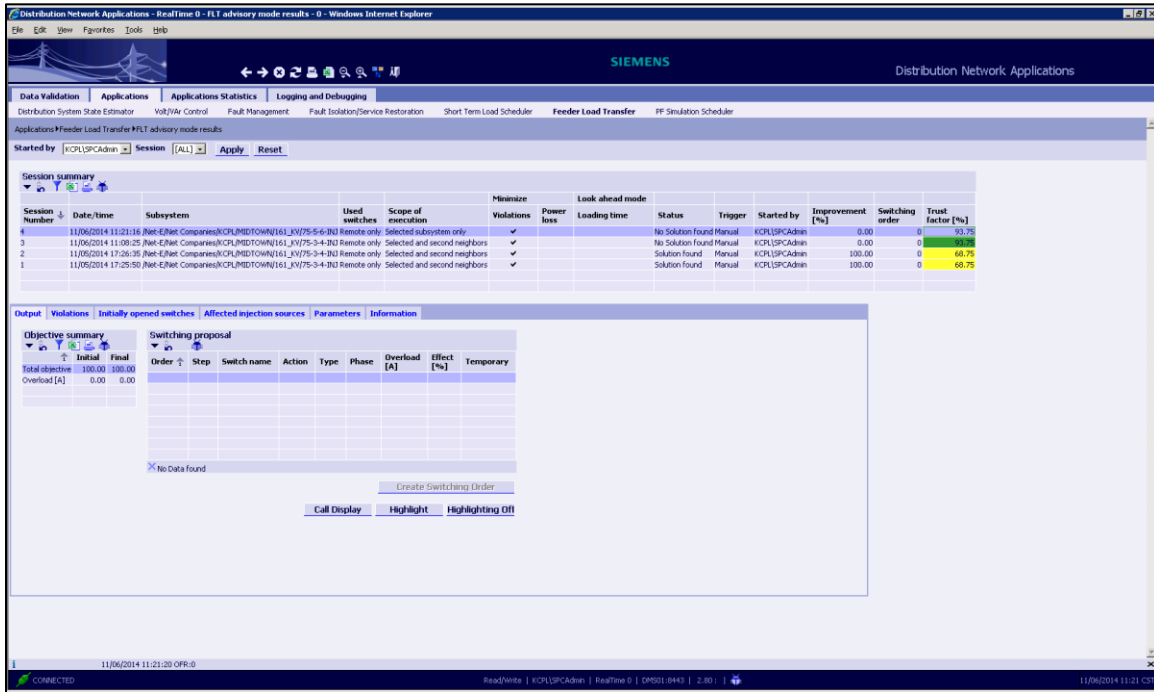 Distribution Network Applications - RealTime 0 - FLT advisory mode results - 0 - Windows Internet Explorer
File Edit View Favorites Tools Help
SIEMENS
Distribution Network Applications
Data Validation Applications Applications Statistics Logging and Debugging
Distribution System State Estimator Volt/VAr Control Fault Management Fault Isolation/Service Restoration Short Term Load Scheduler Feeder Load Transfer PF Simulation Scheduler
Applications Feeder Load Transfer FLT advisory mode results
Started by KCPL\SPCAdmin Session [ALL] Apply Reset
Session summary
Minimize Look ahead mode
Session Number Date/time Subsystem Used switches Scope of execution Violations Power loss Loading time Status Trigger Started by Improvement [%] Switching order Trust factor [%]
4 11/06/2014 11:21:16 /Net-E/Net Companies/KCPL/MIDTOWN/161_KV/75-5-6-INJ Remote only Selected subsystem only ✔ No Solution found Manual KCPL\SPCAdmin 0.00 0 93.75
3 11/06/2014 11:08:25 /Net-E/Net Companies/KCPL/MIDTOWN/161_KV/75-3-4-INJ Remote only Selected and second neighbors ✔ No Solution found Manual KCPL\SPCAdmin 0.00 0 93.75
2 11/05/2014 17:26:35 /Net-E/Net Companies/KCPL/MIDTOWN/161_KV/75-3-4-INJ Remote only Selected and second neighbors ✔ Solution found Manual KCPL\SPCAdmin 100.00 0 68.75
1 11/05/2014 17:25:50 /Net-E/Net Companies/KCPL/MIDTOWN/161_KV/75-3-4-INJ Remote only Selected and second neighbors ✔ Solution found Manual KCPL\SPCAdmin 100.00 0 68.75
Output Violations Initially opened switches Affected injection sources Parameters Information
Objective summary Switching proposal
Initial Final Order Step Switch name Action Type Phase Overload [A] Effect [%] Temporary
Total objective 100.00 100.00
Overload [A] 0.00 0.00
No Data found
Create Switching Order
Call Display Highlight Highlighting Off
11/06/2014 11:21:20 OFR:0
CONNECTED Read/Write | KCPL\SPCAdmin | RealTime 0 | DMS01:8443 | 2.80 : | 11/06/2014 11:21 CST